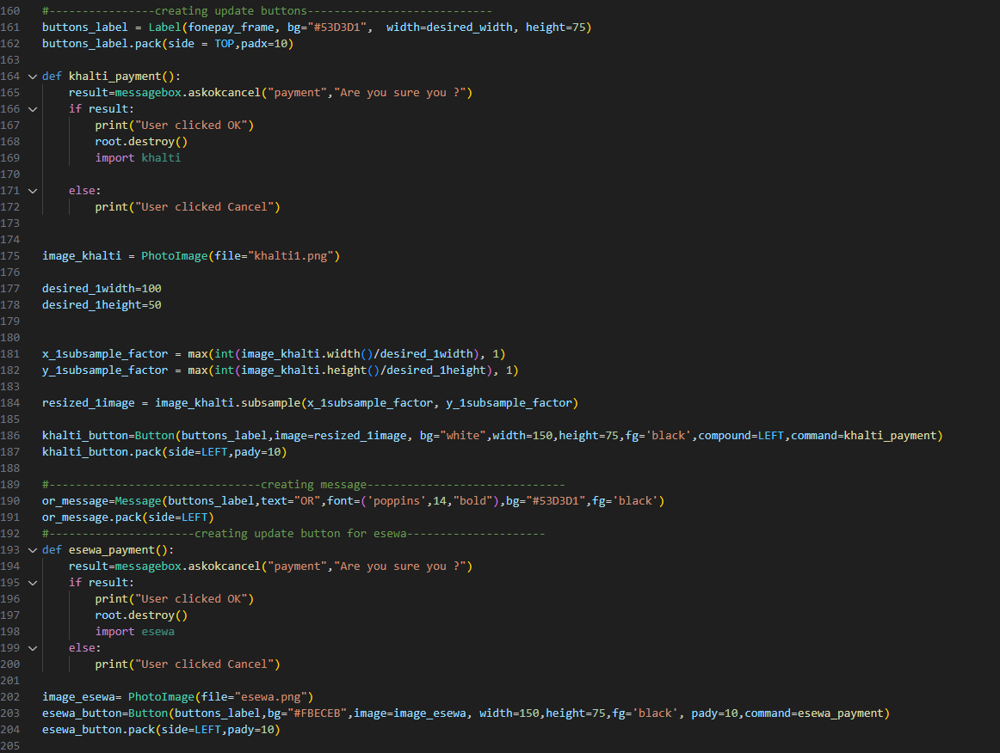 160 #----------------creating update buttons----------------------------
161 buttons_label = Label(fonepay_frame, bg="#53D3D1",  width=desired_width, height=75)
162 buttons_label.pack(side = TOP,padx=10)
163
164 def khalti_payment():
165     result=messagebox.askokcancel("payment","Are you sure you ?")
166     if result:
167         print("User clicked OK")
168         root.destroy()
169         import khalti
170
171     else:
172         print("User clicked Cancel")
173
174
175 image_khalti = PhotoImage(file="khalti1.png")
176
177 desired_1width=100
178 desired_1height=50
179
180
181 x_1subsample_factor = max(int(image_khalti.width()/desired_1width), 1)
182 y_1subsample_factor = max(int(image_khalti.height()/desired_1height), 1)
183
184 resized_1image = image_khalti.subsample(x_1subsample_factor, y_1subsample_factor)
185
186 khalti_button=Button(buttons_label,image=resized_1image, bg="white",width=150,height=75,fg='black',compound=LEFT,command=khalti_payment)
187 khalti_button.pack(side=LEFT,pady=10)
188
189 #--------------------------------creating message------------------------------
190 or_message=Message(buttons_label,text="OR",font=('poppins',14,"bold"),bg="#53D3D1",fg='black')
191 or_message.pack(side=LEFT)
192 #----------------------creating update button for esewa---------------------
193 def esewa_payment():
194     result=messagebox.askokcancel("payment","Are you sure you ?")
195     if result:
196         print("User clicked OK")
197         root.destroy()
198         import esewa
199     else:
200         print("User clicked Cancel")
201
202 image_esewa= PhotoImage(file="esewa.png")
203 esewa_button=Button(buttons_label,bg="#FBECEB",image=image_esewa, width=150,height=75,fg='black', pady=10,command=esewa_payment)
204 esewa_button.pack(side=LEFT,pady=10)
205